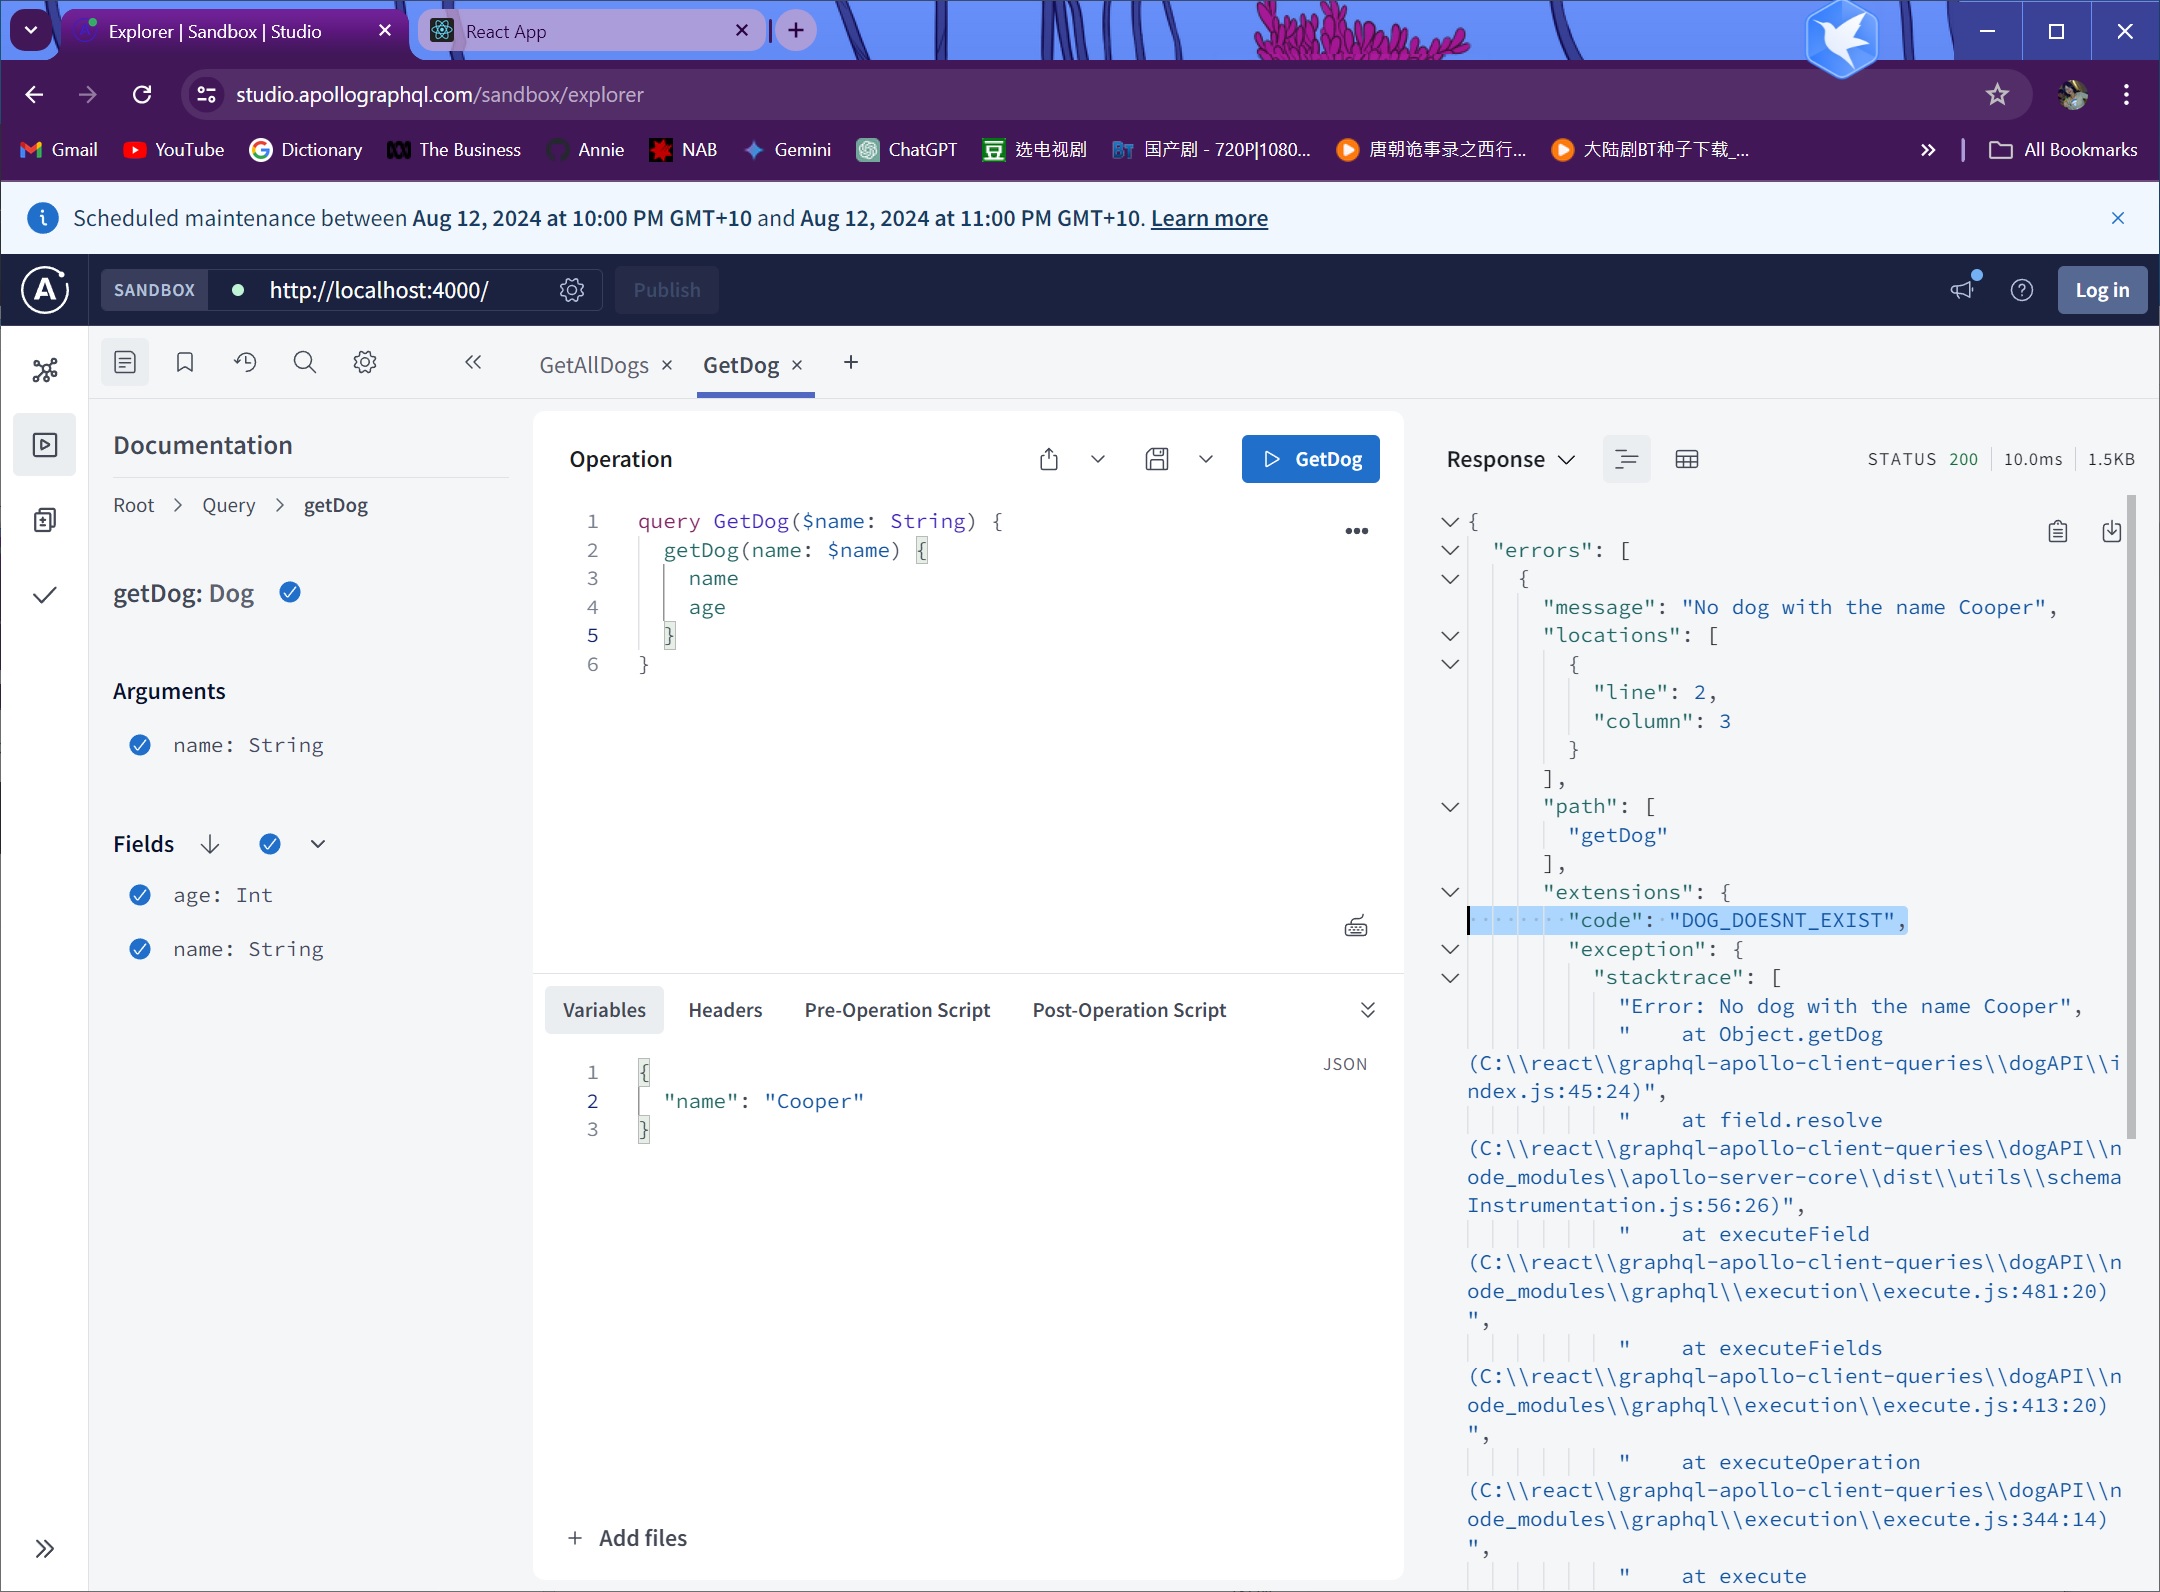 Explorer | Sandbox | Studio
React App
studio.apollographql.com/sandbox/explorer
Gmail
YouTube
Dictionary
The Business
Annie
NAB
Gemini
ChatGPT
豆
选电视剧
BT
国产剧 - 720P|1080...
唐朝诡事录之西行...
大陆剧BT种子下载_...
All Bookmarks
Scheduled maintenance between Aug 12, 2024 at 10:00 PM GMT+10 and Aug 12, 2024 at 11:00 PM GMT+10. Learn more
SANDBOX
http://localhost:4000/
Publish
Log in
GetAllDogs
GetDog
Documentation
Root > Query > getDog
getDog: Dog
Arguments
name: String
Fields
age: Int
name: String
Operation
GetDog
1 query GetDog($name: String) {
2 getDog(name: $name) {
3 name
4 age
5 }
6 }
Variables
Headers
Pre-Operation Script
Post-Operation Script
JSON
1 {
2 "name": "Cooper"
3 }
+ Add files
Response
STATUS 200
10.0ms
1.5KB
{
"errors": [
{
"message": "No dog with the name Cooper",
"locations": [
{
"line": 2,
"column": 3
}
],
"path": [
"getDog"
],
"extensions": {
"code": "DOG_DOESNT_EXIST",
"exception": {
"stacktrace": [
"Error: No dog with the name Cooper",
" at Object.getDog
(C:\\react\\graphql-apollo-client-queries\\dogAPI\\i
ndex.js:45:24)",
" at field.resolve
(C:\\react\\graphql-apollo-client-queries\\dogAPI\\n
ode_modules\\apollo-server-core\\dist\\utils\\schema
Instrumentation.js:56:26)",
" at executeField
(C:\\react\\graphql-apollo-client-queries\\dogAPI\\n
ode_modules\\graphql\\execution\\execute.js:481:20)
",
" at executeFields
(C:\\react\\graphql-apollo-client-queries\\dogAPI\\n
ode_modules\\graphql\\execution\\execute.js:413:20)
",
" at executeOperation
(C:\\react\\graphql-apollo-client-queries\\dogAPI\\n
ode_modules\\graphql\\execution\\execute.js:344:14)
",
" at execute